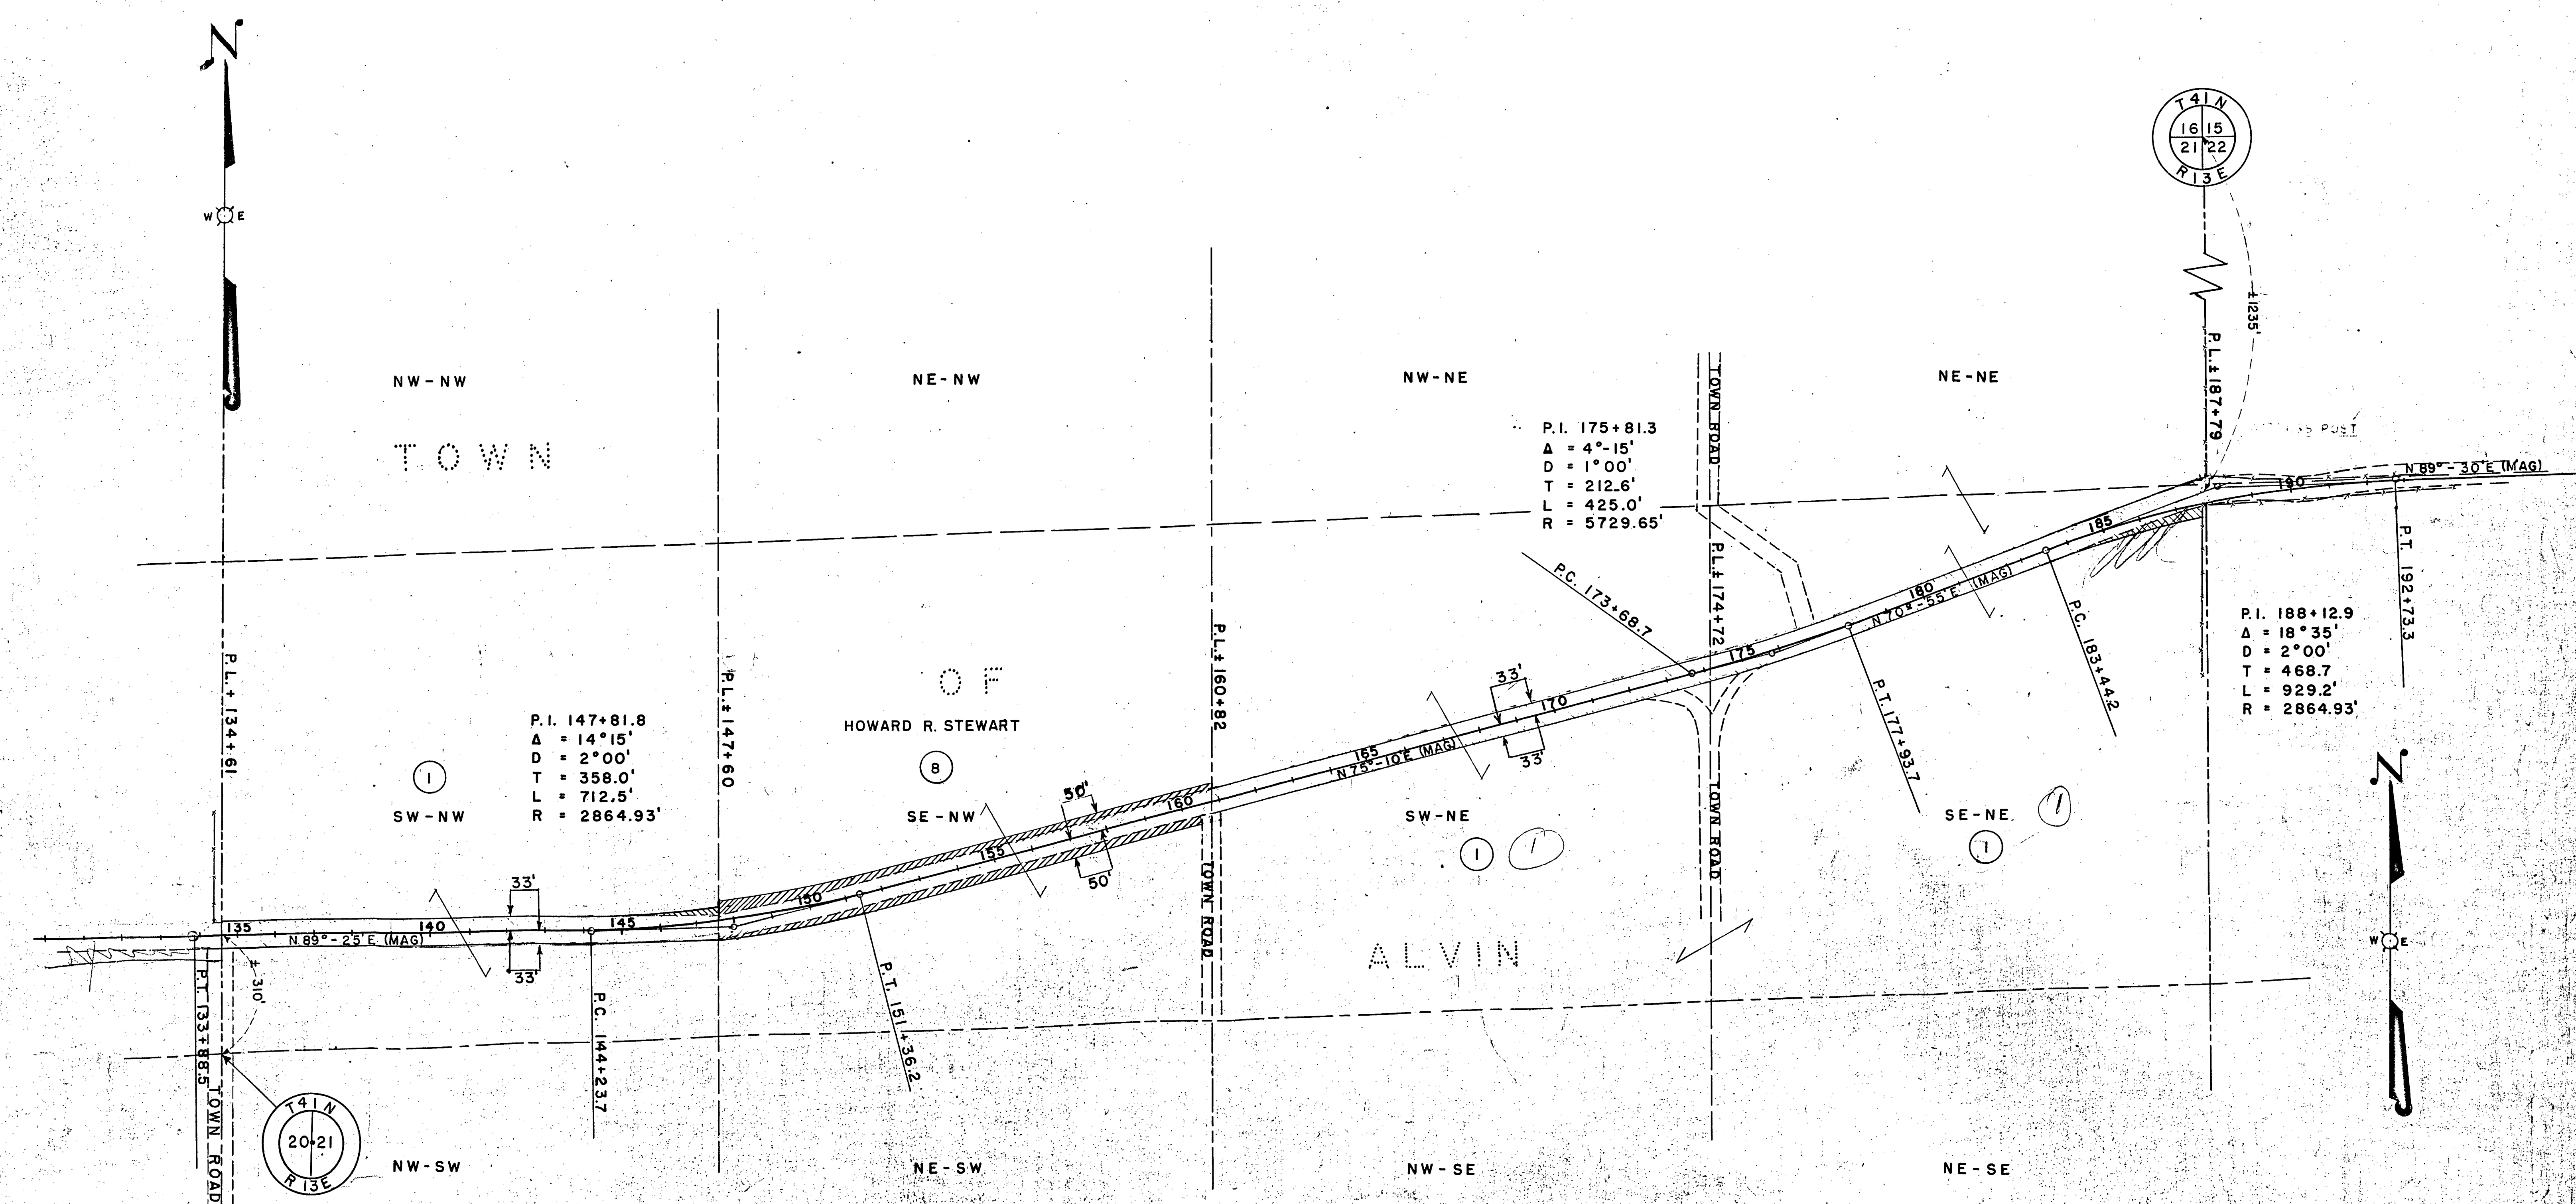 N
W E
T41N
16 15
21 22
R13E
±1235'
P.L.±187+79
NW-NW
NE-NW
NW-NE
NE-NE
TOWN
TOWN ROAD
P.I. 175+81.3
Δ = 4°-15'
D = 1°00'
T = 212.6'
L = 425.0'
R = 5729.65'
POST
N 89°-30'E (MAG)
190
185
P.T. 192+73.3
P.L.±174+72
P.C. 173+68.7
180
N 70°-55'E (MAG)
P.C. 183+44.2
P.I. 188+12.9
Δ = 18°35'
D = 2°00'
T = 468.7
L = 929.2'
R = 2864.93'
P.L.±134+61
P.L.±147+60
P.L.±160+82
OF
HOWARD R. STEWART
8
P.I. 147+81.8
Δ = 14°15'
D = 2°00'
T = 358.0'
L = 712.5'
R = 2864.93'
1
SW-NW
SE-NW
175
33'
170
33'
165
N 75°-10'E (MAG)
P.T. 177+93.7
50'
160
155
50'
150
SW-NE
1
1
TOWN ROAD
SE-NE
1
1
N
W E
TOWN ROAD
33'
135
140
145
N 89°-25'E (MAG)
33'
± 310'
P.T. 133+88.5
P.C. 144+23.7
P.T. 151+36.2
ALVIN
TOWN ROAD
T41N
20 21
R13E
NW-SW
NE-SW
NW-SE
NE-SE